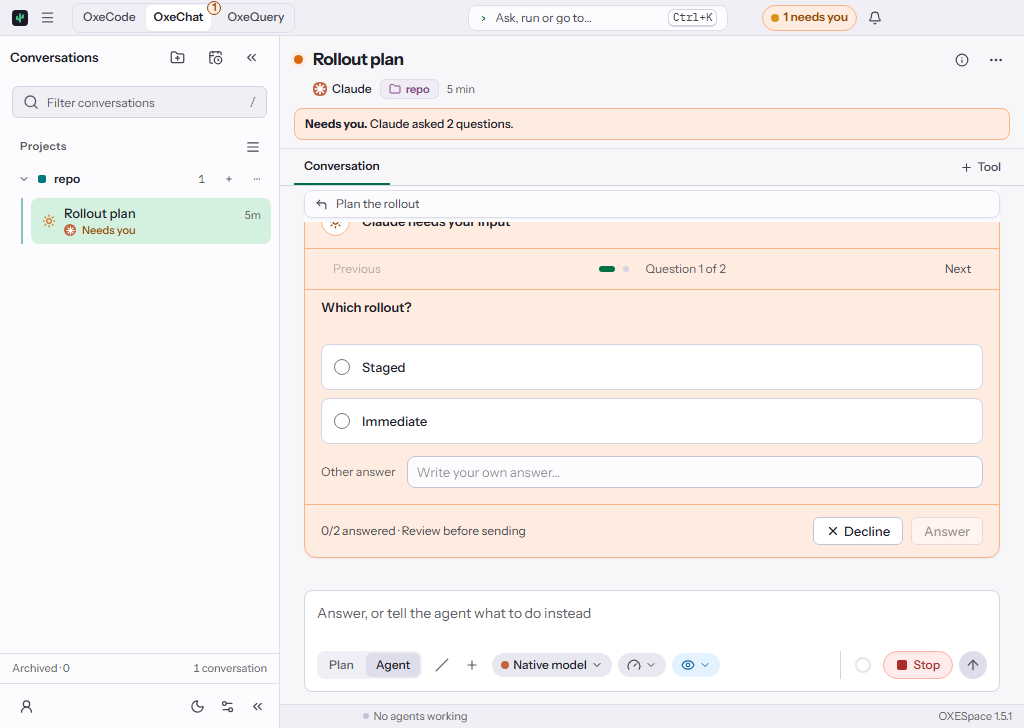 OxeCode OxeChat 1 OxeQuery
› Ask, run or go to... Ctrl+K
1 needs you
Conversations
Filter conversations /
Projects
repo 1 + ...
Rollout plan 5m
Needs you
Archived · 0 1 conversation
Rollout plan
Claude repo 5 min
Needs you. Claude asked 2 questions.
Conversation + Tool
Plan the rollout
Claude needs your input
Previous Question 1 of 2 Next
Which rollout?
Staged
Immediate
Other answer Write your own answer...
0/2 answered · Review before sending Decline Answer
Answer, or tell the agent what to do instead
Plan Agent Native model Stop
No agents working OXESpace 1.5.1